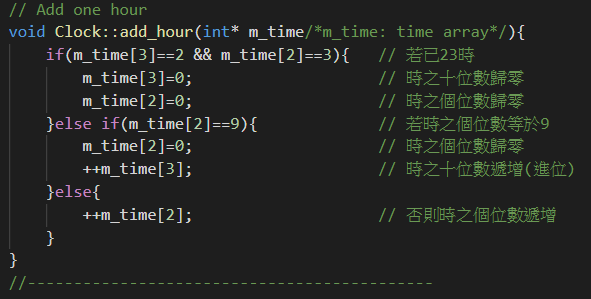 // Add one hour
void Clock::add_hour(int* m_time/*m_time: time array*/){
    if(m_time[3]==2 && m_time[2]==3){   // 若已23時
        m_time[3]=0;                    // 時之十位數歸零
        m_time[2]=0;                    // 時之個位數歸零
    }else if(m_time[2]==9){             // 若時之個位數等於9
        m_time[2]=0;                    // 時之個位數歸零
        ++m_time[3];                    // 時之十位數遞增(進位)
    }else{
        ++m_time[2];                    // 否則時之個位數遞增
    }
}
//-------------------------------------------